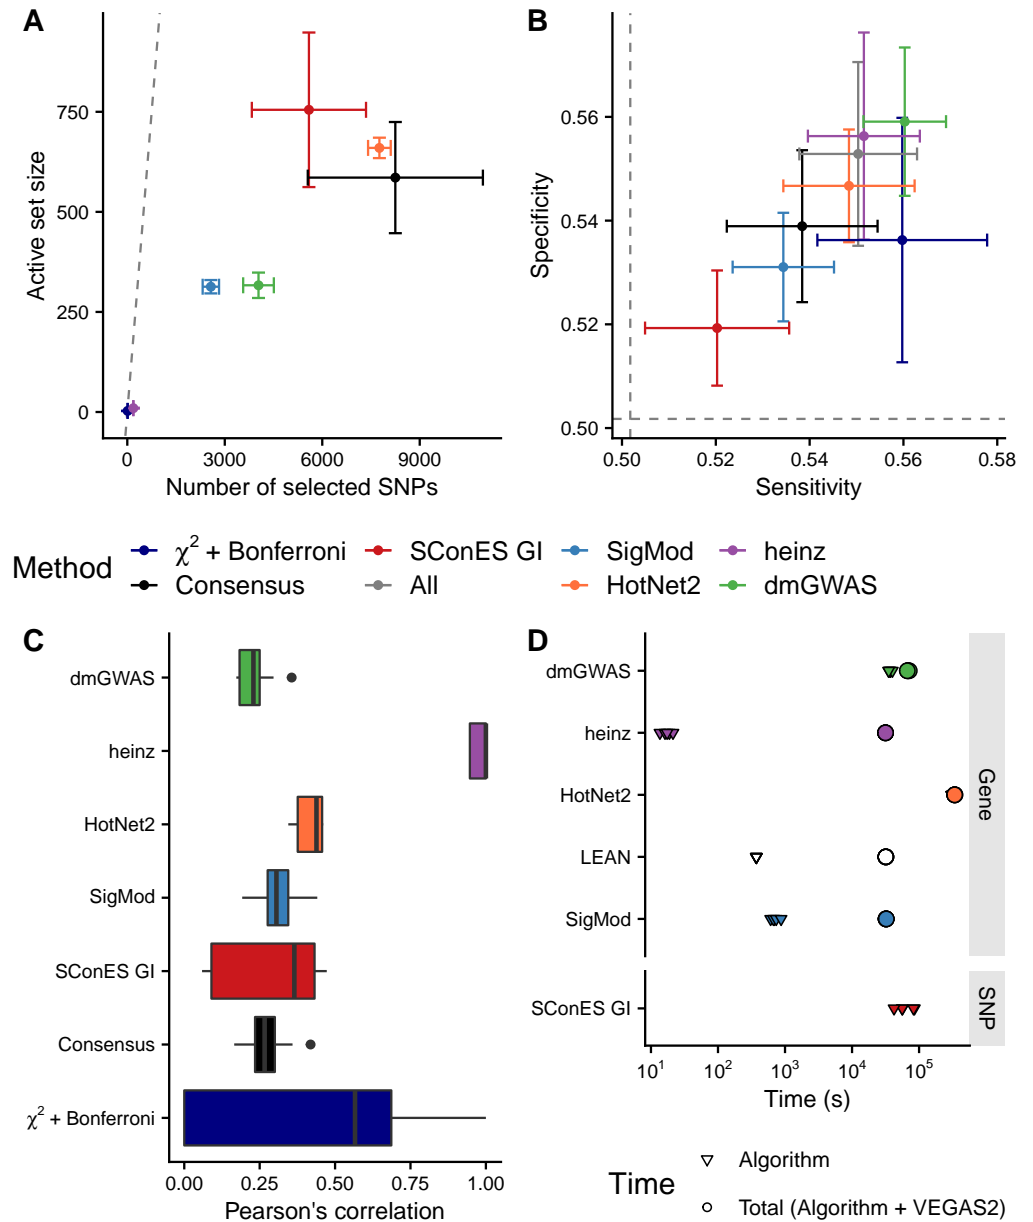 A
Active set size
750
500
250
0
0 3000 6000 9000
Number of selected SNPs
B
Specificity
0.56
0.54
0.52
0.50
0.50 0.52 0.54 0.56 0.58
Sensitivity
Method
χ² + Bonferroni
SConES GI
SigMod
heinz
Consensus
All
HotNet2
dmGWAS
C
dmGWAS
heinz
HotNet2
SigMod
SConES GI
Consensus
χ² + Bonferroni
0.00 0.25 0.50 0.75 1.00
Pearson's correlation
D
dmGWAS
heinz
HotNet2
LEAN
SigMod
Gene
SConES GI
SNP
10¹ 10² 10³ 10⁴ 10⁵
Time (s)
Time
Algorithm
Total (Algorithm + VEGAS2)